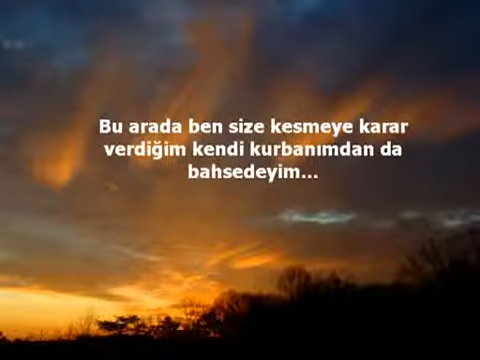 Bu arada ben size kesmeye karar
verdiğim kendi kurbanımdan da
bahsedeyim...